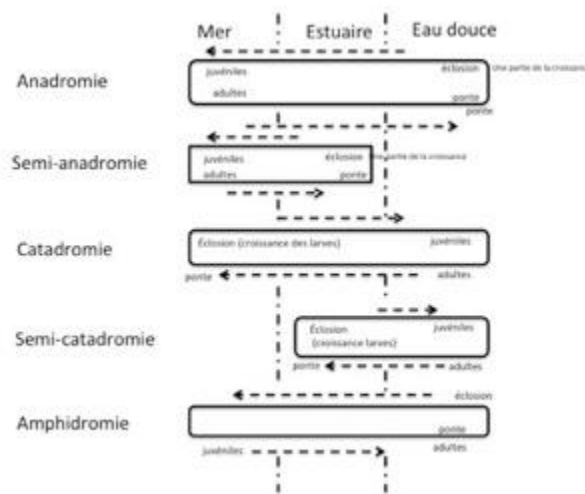 Mer Estuaire Eau douce
Anadromie
juvéniles éclosion Une partie de la croissance
adultes ponte
ponte
Semi-anadromie
juvéniles éclosion Une partie de la croissance
adultes ponte
Catadromie
Éclosion (croissance des larves) juvéniles
ponte adultes
Semi-catadromie
Éclosion juvéniles
(croissance larves)
ponte adultes
éclosion
Amphidromie
ponte
juvéniles adultes